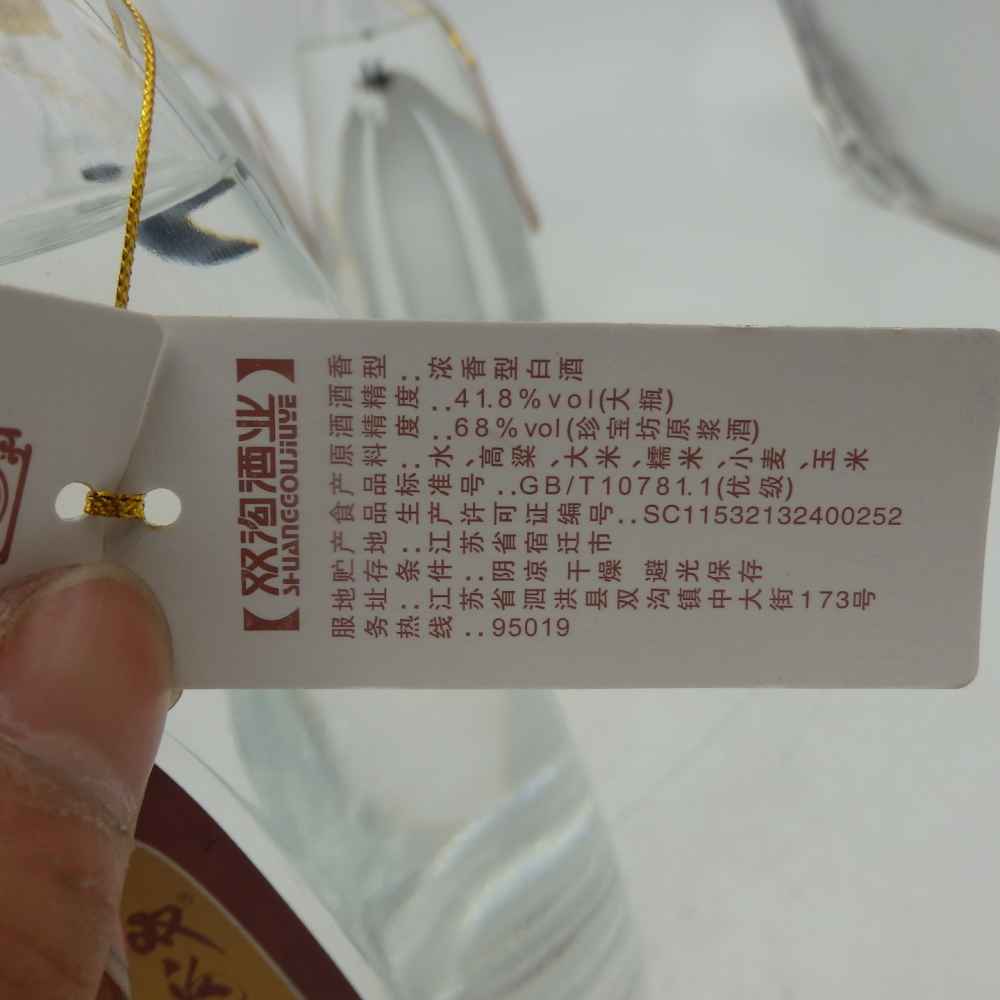 【双沟酒业】
SHUANGGOUJIUYE
香型：浓香型白酒
酒精度：41.8%vol(大瓶)
酒精度：68%vol(珍宝坊原浆酒)
原料：水、高粱、大米、糯米、小麦、玉米
产品标准号：GB/T10781.1(优级)
食品生产许可证编号：SC11532132400252
产地：江苏省宿迁市
贮存条件：阴凉干燥避光保存
地址：江苏省泗洪县双沟镇中大街173号
服务热线：95019
双